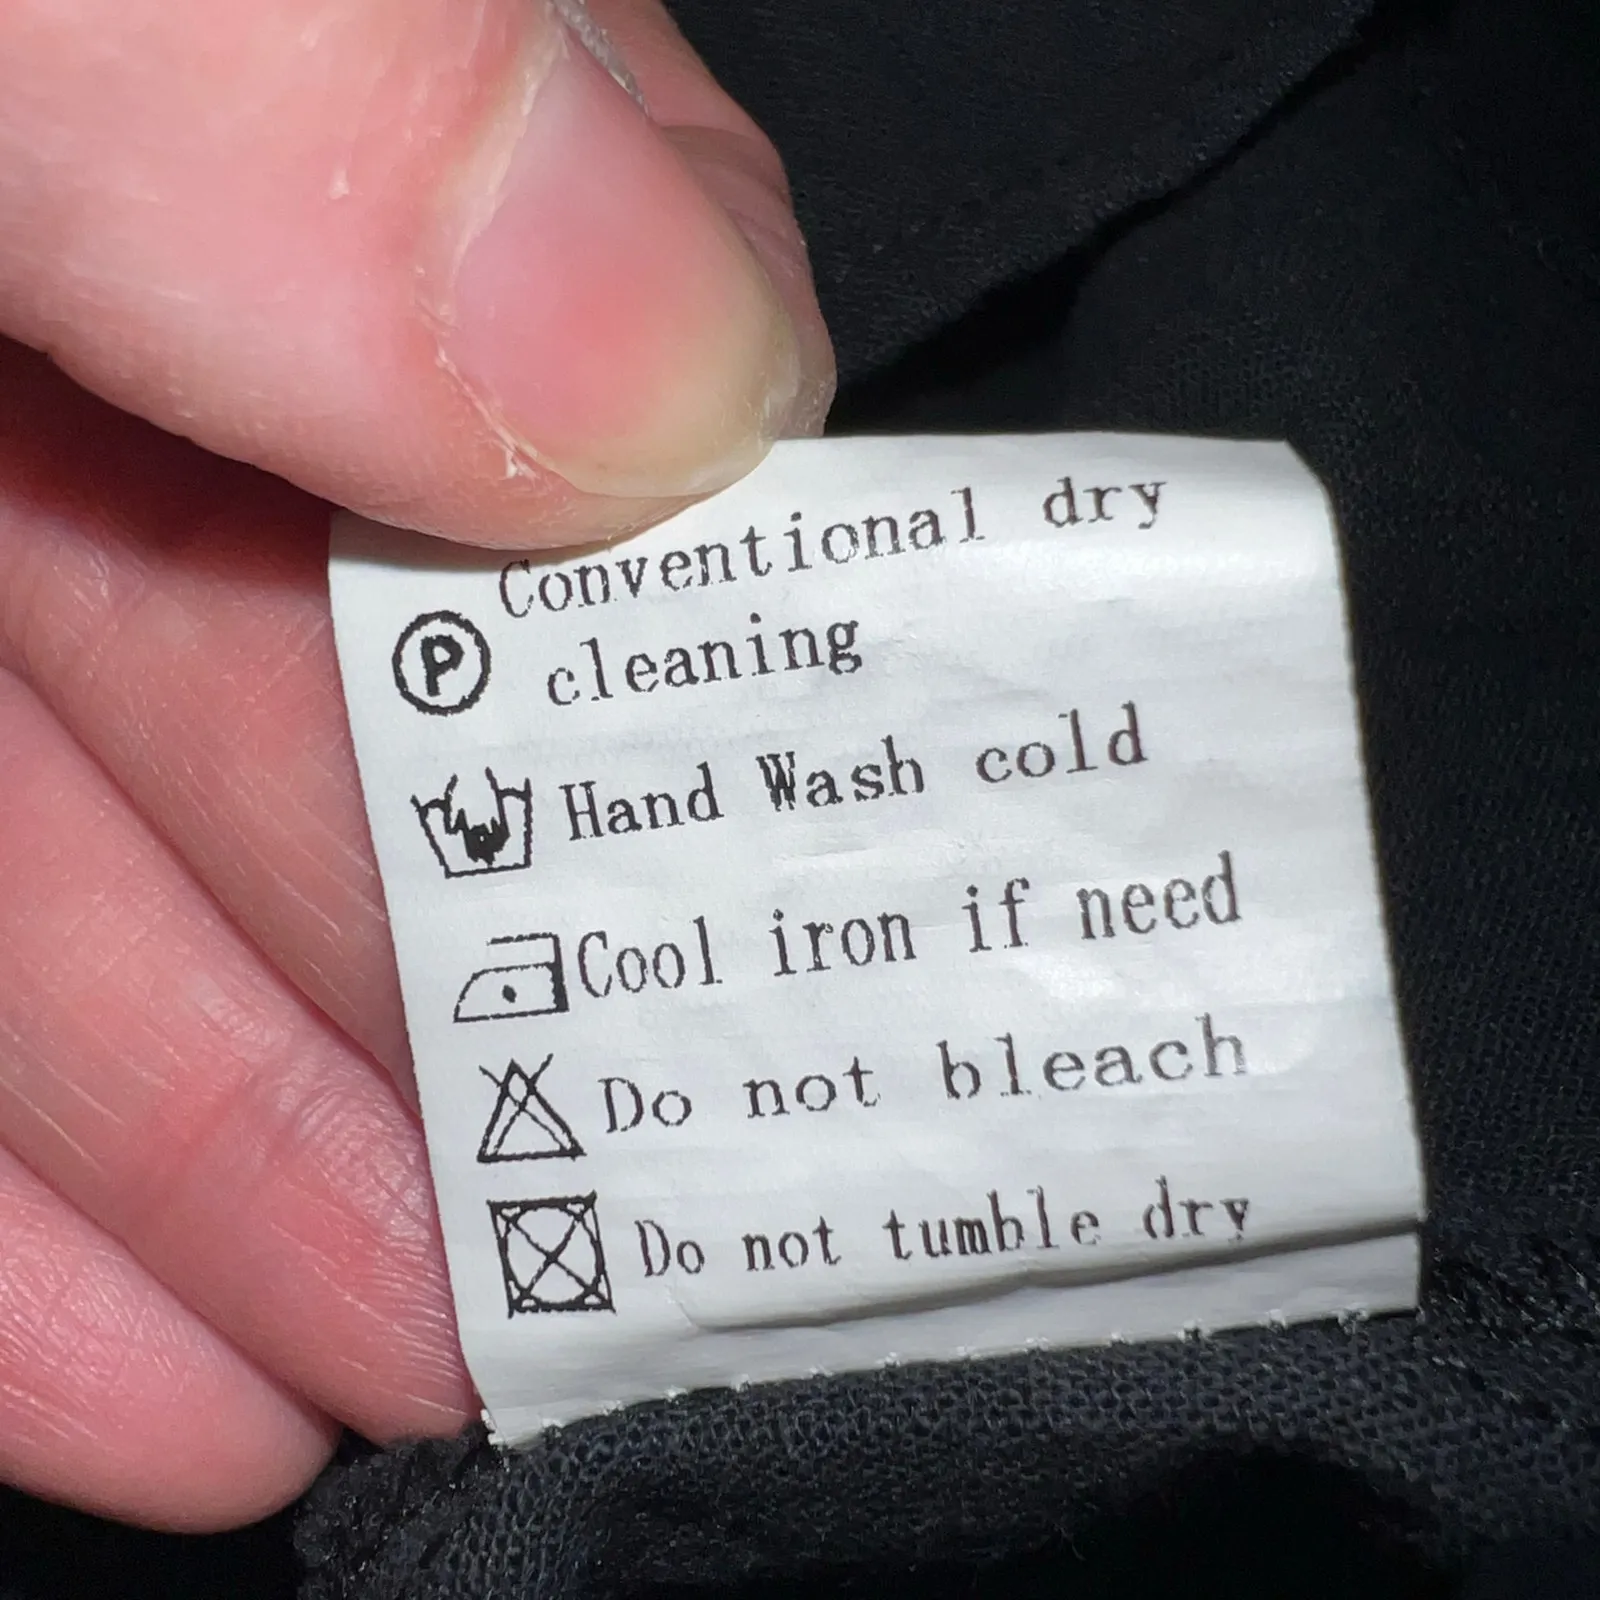 Conventional dry
P cleaning
Hand Wash cold
Cool iron if need
Do not bleach
Do not tumble dry